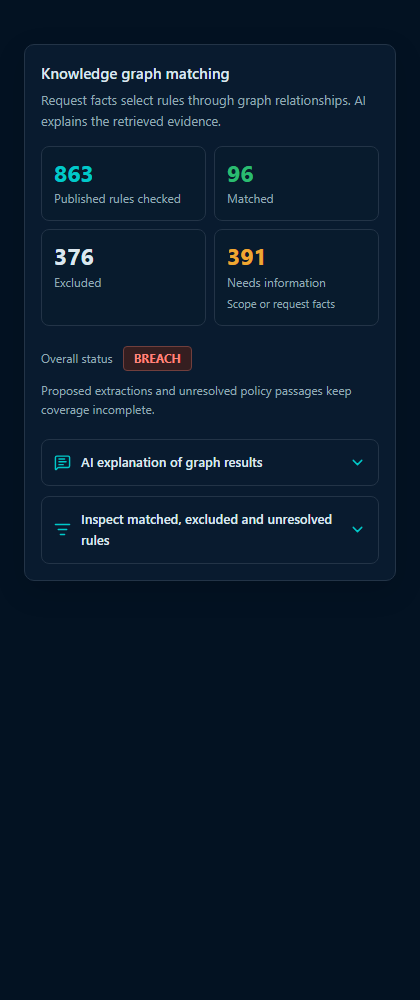 Knowledge graph matching
Request facts select rules through graph relationships. AI
explains the retrieved evidence.
863
Published rules checked
96
Matched
376
Excluded
391
Needs information
Scope or request facts
Overall status
BREACH
Proposed extractions and unresolved policy passages keep
coverage incomplete.
AI explanation of graph results
Inspect matched, excluded and unresolved
rules